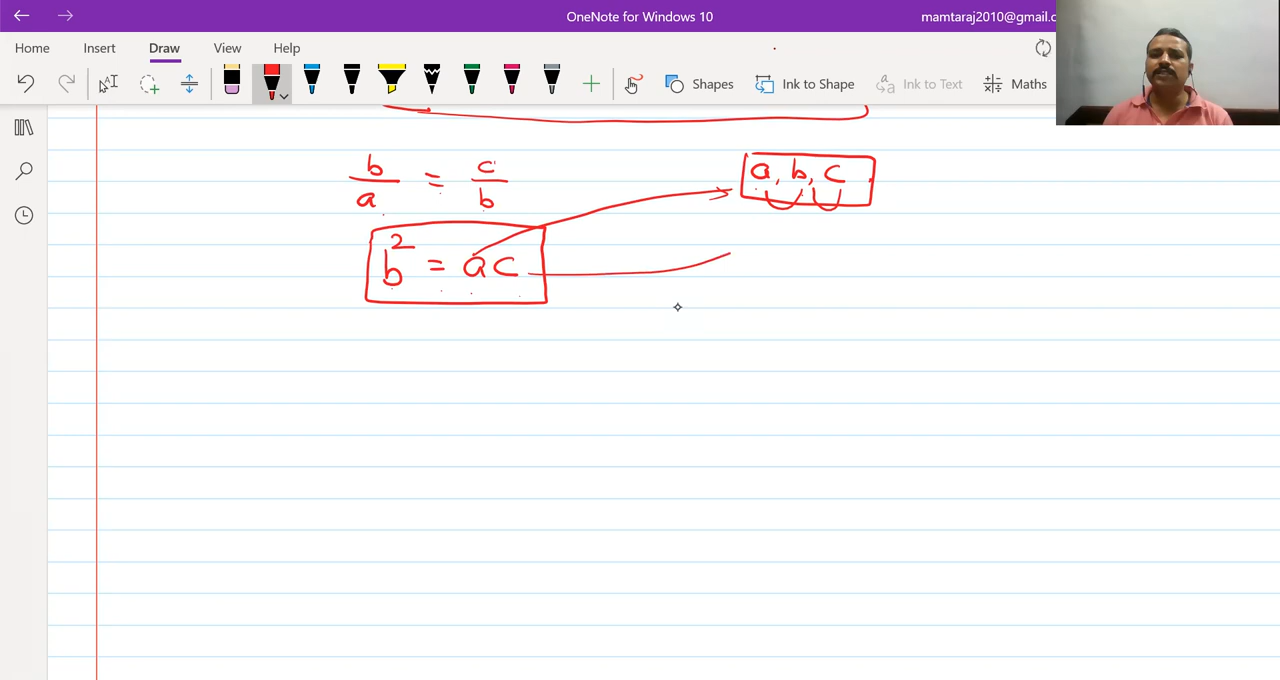 OneNote for Windows 10
mamtaraj2010@gmail.c
Home Insert Draw View Help
Shapes Ink to Shape Ink to Text Maths
b/a = c/b
a, b, c
b² = ac